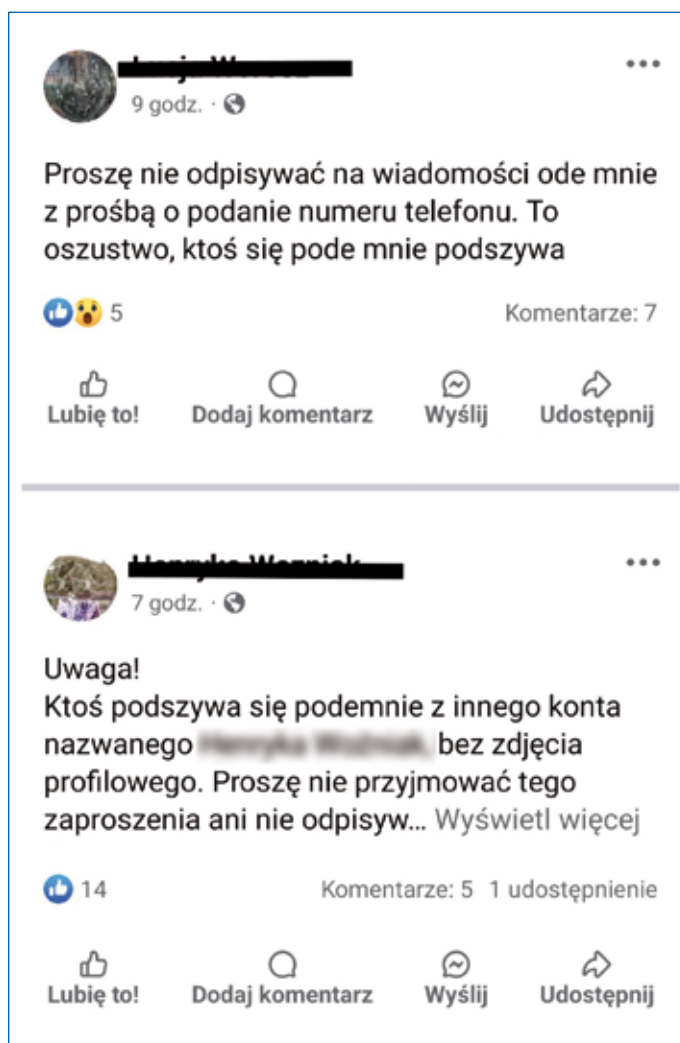 9 godz.
Proszę nie odpisywać na wiadomości ode mnie
z prośbą o podanie numeru telefonu. To
oszustwo, ktoś się pode mnie podszywa
5 Komentarze: 7
Lubię to! Dodaj komentarz Wyślij Udostępnij
7 godz.
Uwaga!
Ktoś podszywa się podemnie z innego konta
nazwanego bez zdjęcia
profilowego. Proszę nie przyjmować tego
zaproszenia ani nie odpisyw... Wyświetl więcej
14 Komentarze: 5 1 udostępnienie
Lubię to! Dodaj komentarz Wyślij Udostępnij